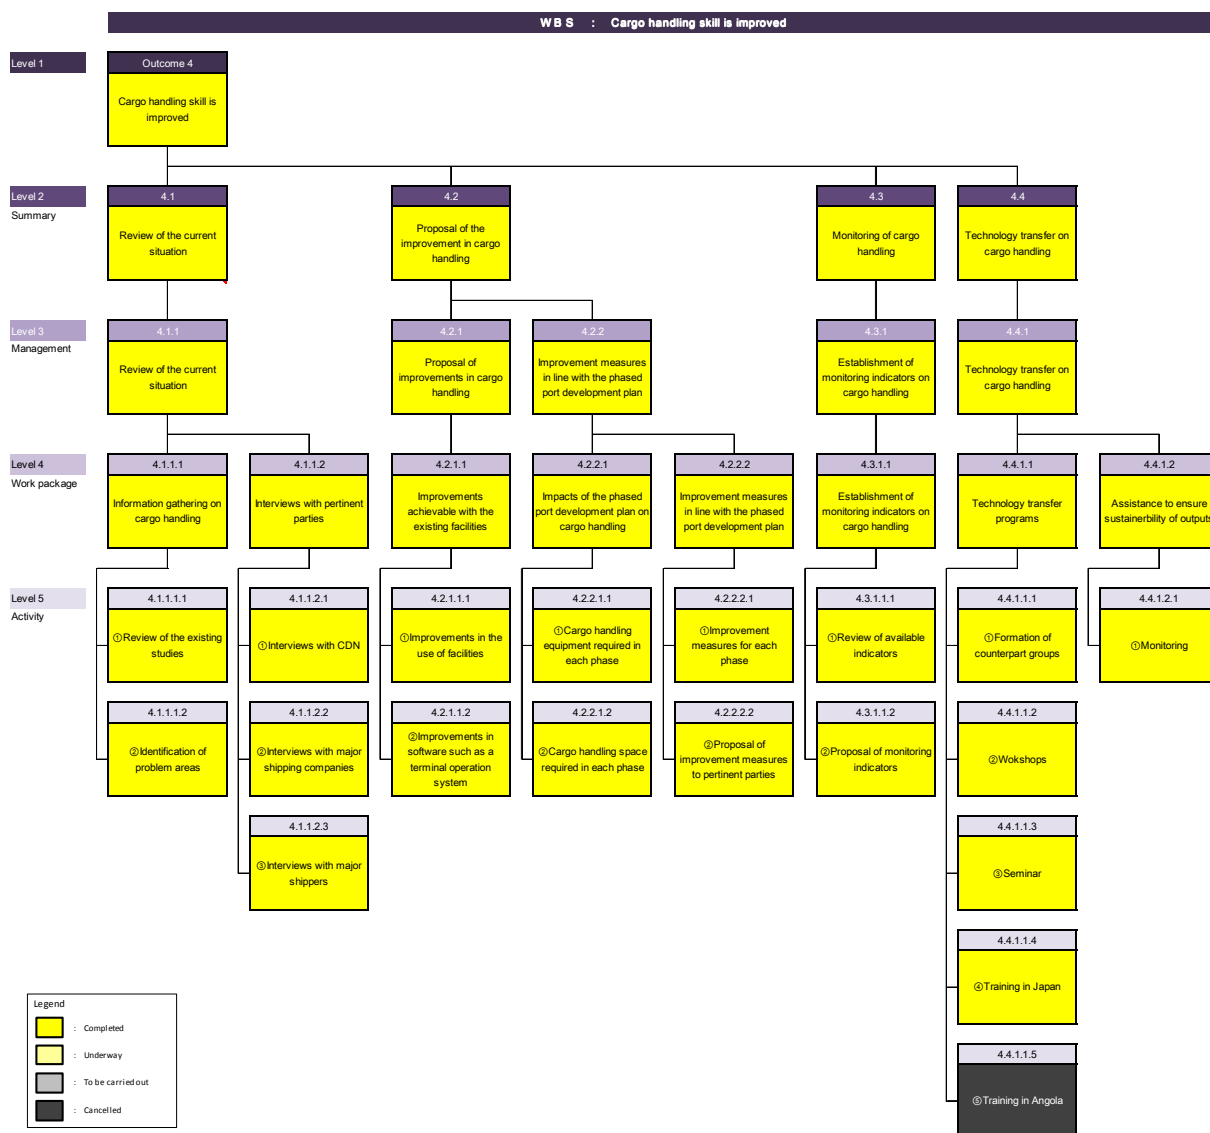 WBS : Cargo handling skill is improved
Level 1
Outcome 4
Cargo handling skill is
improved
Level 2
Summary
4.1
Review of the current
situation
4.2
Proposal of the
improvement in cargo
handling
4.3
Monitoring of cargo
handling
4.4
Technology transfer on
cargo handling
Level 3
Management
4.1.1
Review of the current
situation
4.2.1
Proposal of
improvements in cargo
handling
4.2.2
Improvement measures
in line with the phased
port development plan
4.3.1
Establishment of
monitoring indicators on
cargo handling
4.4.1
Technology transfer on
cargo handling
Level 4
Work package
4.1.1.1
Information gathering on
cargo handling
4.1.1.2
Interviews with pertinent
parties
4.2.1.1
Improvements
achievable with the
existing facilities
4.2.2.1
Impacts of the phased
port development plan on
cargo handling
4.2.2.2
Improvement measures
in line with the phased
port development plan
4.3.1.1
Establishment of
monitoring indicators on
cargo handling
4.4.1.1
Technology transfer
programs
4.4.1.2
Assistance to ensure
sustainerbility of outputs
Level 5
Activity
4.1.1.1.1
①Review of the existing
studies
4.1.1.2.1
①Interviews with CDN
4.2.1.1.1
①Improvements in the
use of facilities
4.2.2.1.1
①Cargo handling
equipment required in
each phase
4.2.2.2.1
①Improvement
measures for each
phase
4.3.1.1.1
①Review of available
indicators
4.4.1.1.1
①Formation of
counterpart groups
4.4.1.2.1
①Monitoring
4.1.1.1.2
②Identification of
problem areas
4.1.1.2.2
②Interviews with major
shipping companies
4.2.1.1.2
②Improvements in
software such as a
terminal operation
system
4.2.2.1.2
②Cargo handling space
required in each phase
4.2.2.2.2
②Proposal of
improvement measures
to pertinent parties
4.3.1.1.2
②Proposal of monitoring
indicators
4.4.1.1.2
②Wokshops
4.1.1.2.3
③Interviews with major
shippers
4.4.1.1.3
③Seminar
4.4.1.1.4
④Training in Japan
4.4.1.1.5
⑤Training in Angola
Legend
: Completed
: Underway
: To be carried out
: Cancelled